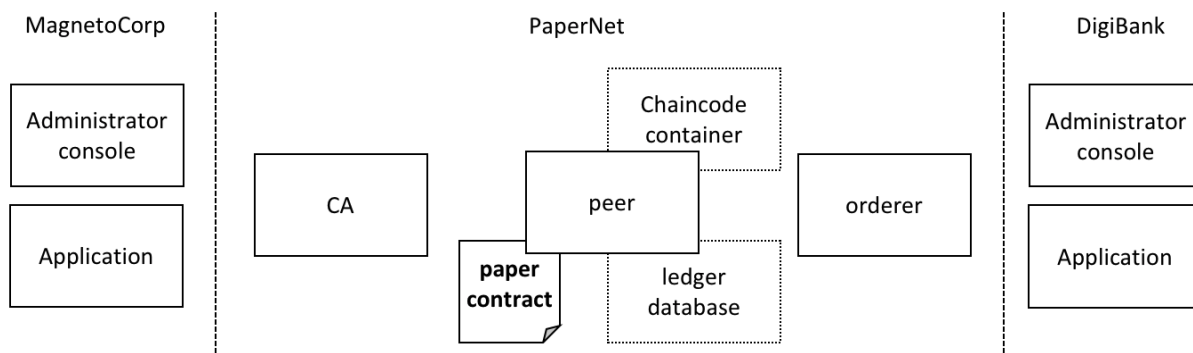 MagnetoCorp
Administrator
console
Application
PaperNet
CA
Chaincode
container
peer
paper
contract
ledger
database
orderer
DigiBank
Administrator
console
Application